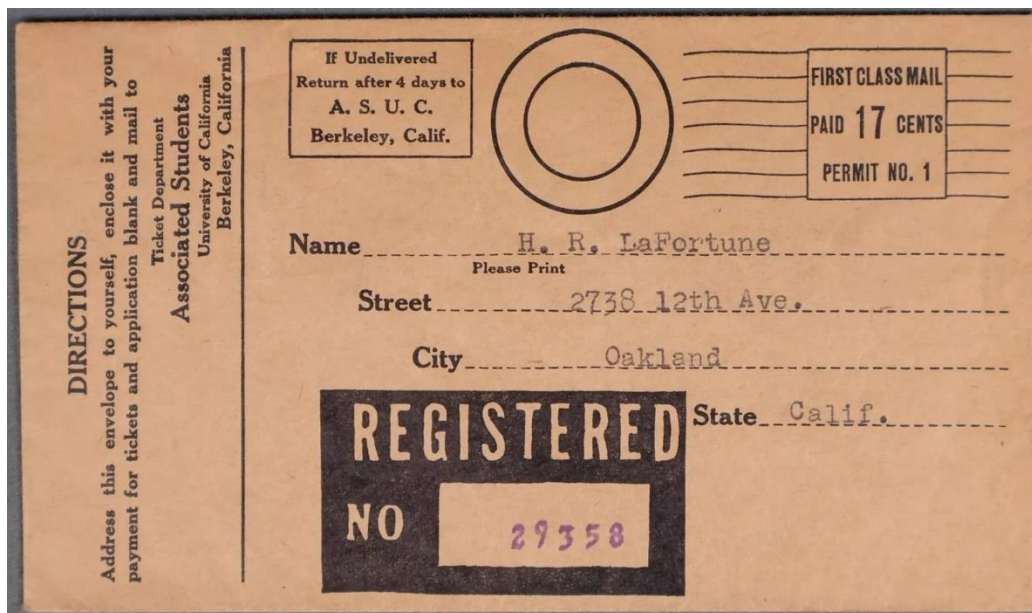 DIRECTIONS
Address this envelope to yourself, enclose it with your
payment for tickets and application blank and mail to
Ticket Department
Associated Students
University of California
Berkeley, California
If Undelivered
Return after 4 days to
A. S. U. C.
Berkeley, Calif.
FIRST CLASS MAIL
PAID 17 CENTS
PERMIT NO. 1
Name H. R. LaFortune
Please Print
Street 2738 12th Ave.
City Oakland
State Calif.
REGISTERED
NO 29358